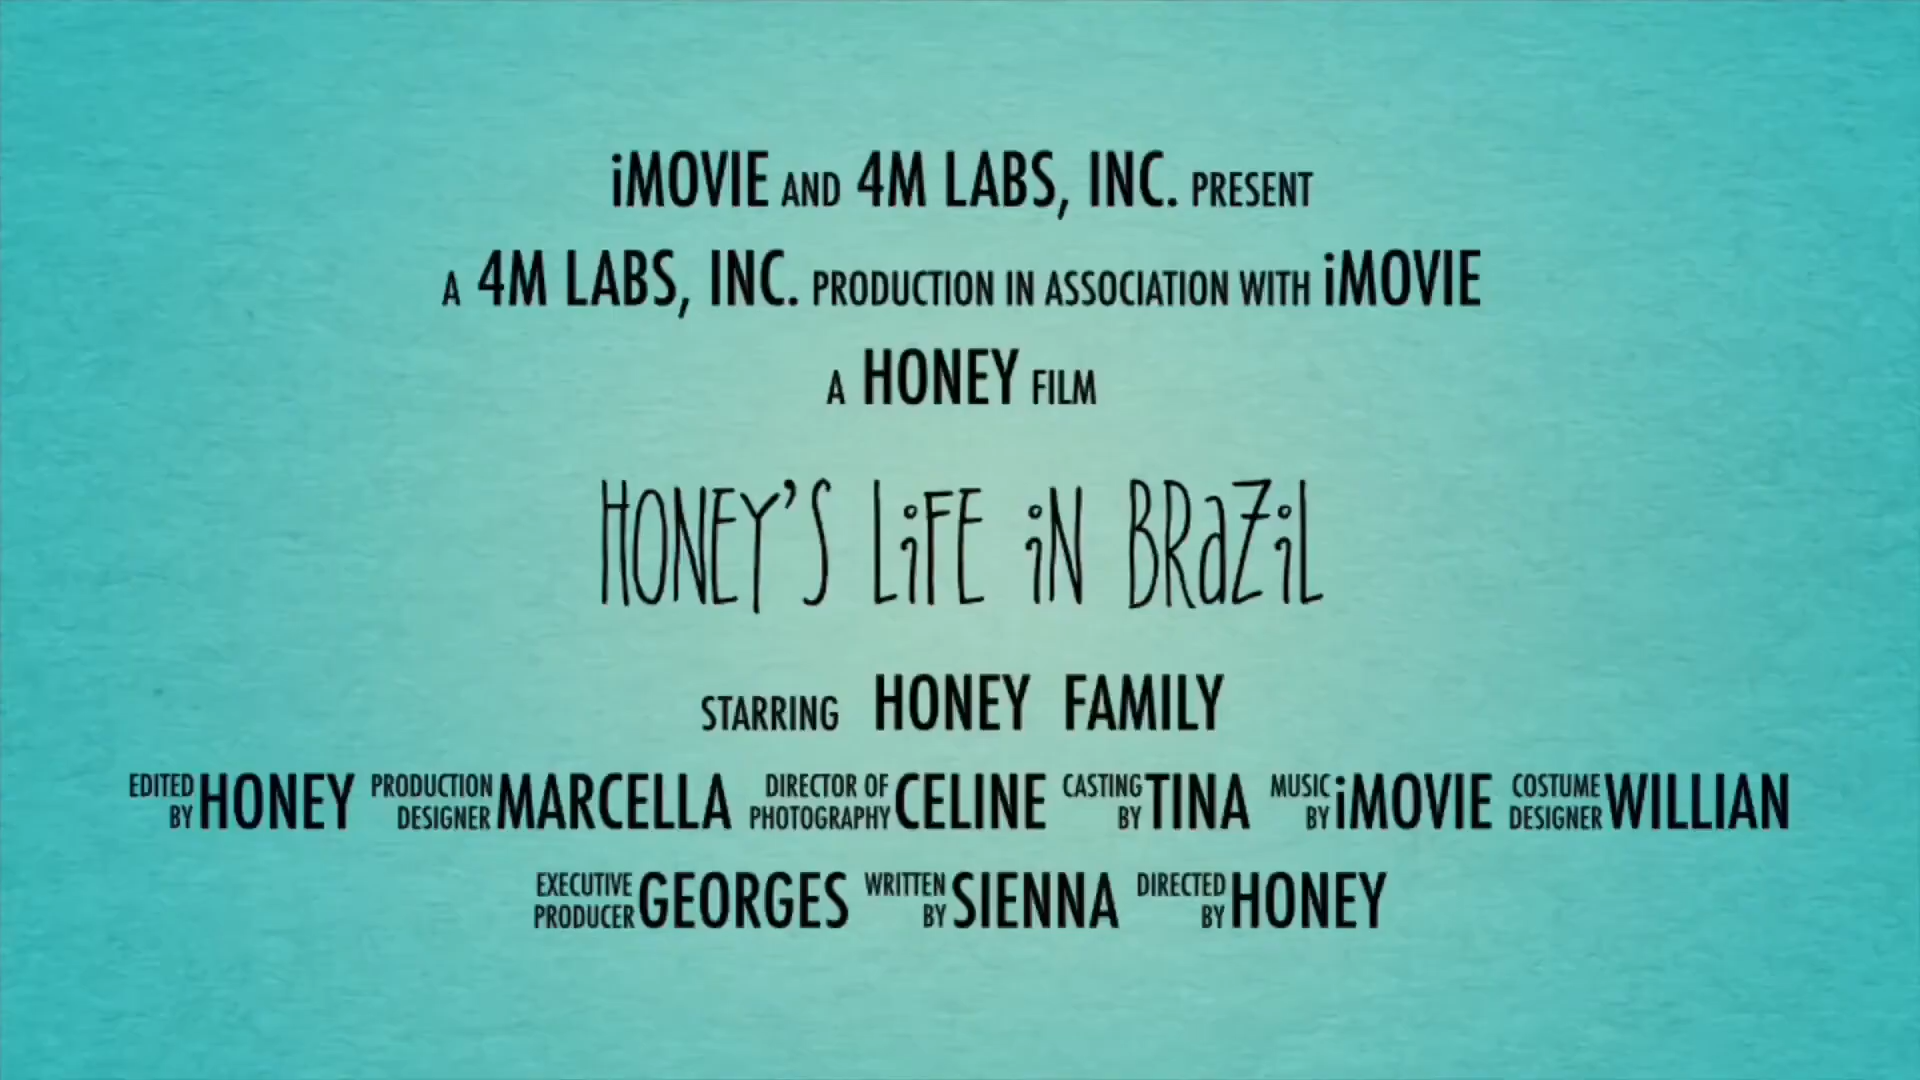 iMOVIE AND 4M LABS, INC. PRESENT
A 4M LABS, INC. PRODUCTION IN ASSOCIATION WITH iMOVIE
A HONEY FILM
HONEY'S LiFE iN BRaZiL
STARRING HONEY FAMILY
EDITED BY HONEY PRODUCTION DESIGNER MARCELLA DIRECTOR OF PHOTOGRAPHY CELINE CASTING BY TINA MUSIC BY iMOVIE COSTUME DESIGNER WILLIAN
EXECUTIVE PRODUCER GEORGES WRITTEN BY SIENNA DIRECTED BY HONEY